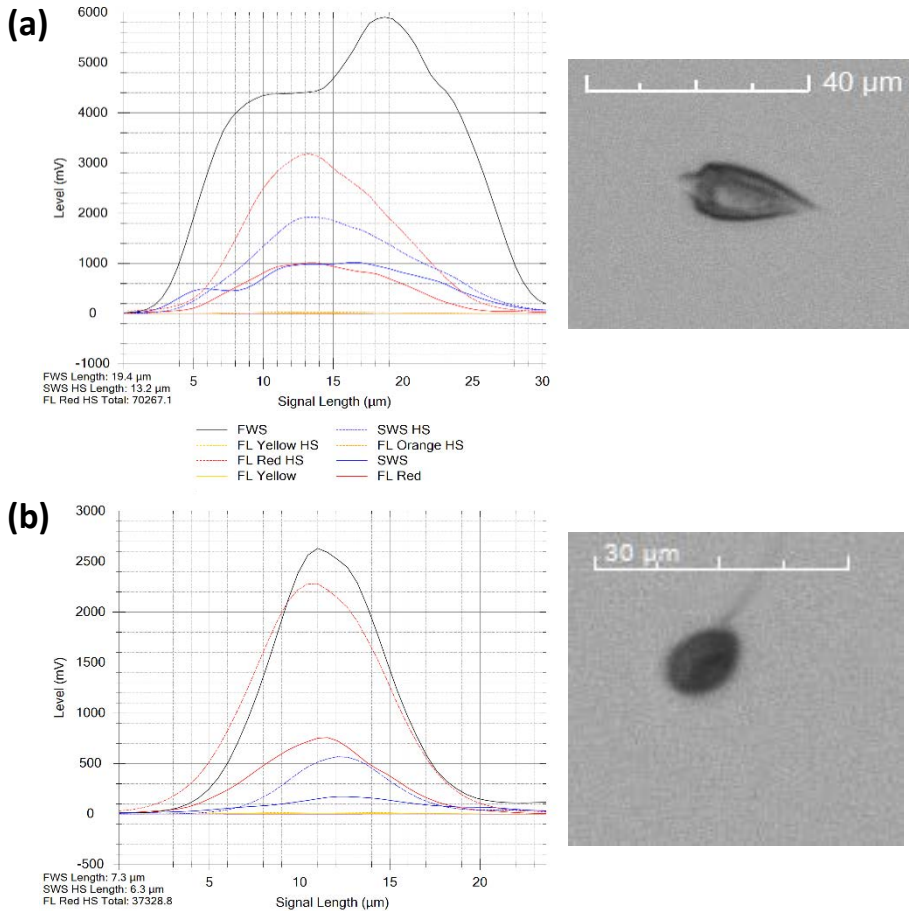 (a)
6000
5000
4000
3000
2000
1000
0
-1000
Level (mV)
40 µm
5 10 15 20 25 30
FWS Length: 19.4 µm
SWS HS Length: 13.2 µm
FL Red HS Total: 70267.1
Signal Length (µm)
FWS SWS HS
FL Yellow HS FL Orange HS
FL Red HS SWS
FL Yellow FL Red
(b)
3000
2500
2000
1500
1000
500
0
-500
Level (mV)
30 µm
5 10 15 20
FWS Length: 7.3 µm
SWS HS Length: 6.3 µm
FL Red HS Total: 37328.8
Signal Length (µm)